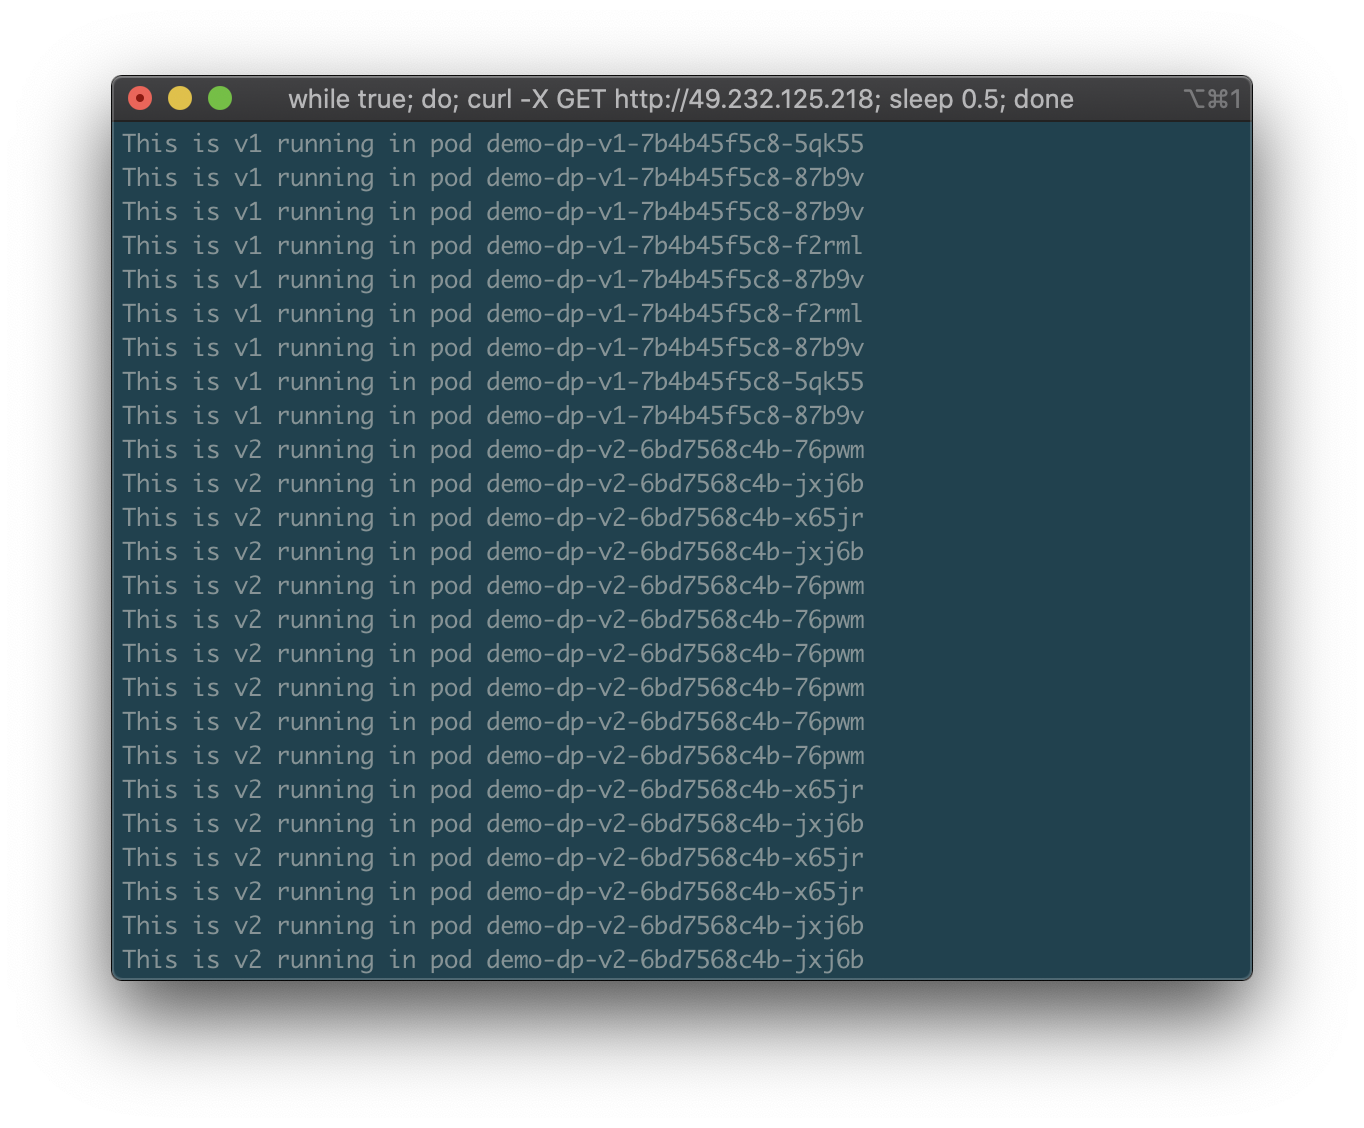 while true; do; curl -X GET http://49.232.125.218; sleep 0.5; done ⌥⌘1
This is v1 running in pod demo-dp-v1-7b4b45f5c8-5qk55
This is v1 running in pod demo-dp-v1-7b4b45f5c8-87b9v
This is v1 running in pod demo-dp-v1-7b4b45f5c8-87b9v
This is v1 running in pod demo-dp-v1-7b4b45f5c8-f2rml
This is v1 running in pod demo-dp-v1-7b4b45f5c8-87b9v
This is v1 running in pod demo-dp-v1-7b4b45f5c8-f2rml
This is v1 running in pod demo-dp-v1-7b4b45f5c8-87b9v
This is v1 running in pod demo-dp-v1-7b4b45f5c8-5qk55
This is v1 running in pod demo-dp-v1-7b4b45f5c8-87b9v
This is v2 running in pod demo-dp-v2-6bd7568c4b-76pwm
This is v2 running in pod demo-dp-v2-6bd7568c4b-jxj6b
This is v2 running in pod demo-dp-v2-6bd7568c4b-x65jr
This is v2 running in pod demo-dp-v2-6bd7568c4b-jxj6b
This is v2 running in pod demo-dp-v2-6bd7568c4b-76pwm
This is v2 running in pod demo-dp-v2-6bd7568c4b-76pwm
This is v2 running in pod demo-dp-v2-6bd7568c4b-76pwm
This is v2 running in pod demo-dp-v2-6bd7568c4b-76pwm
This is v2 running in pod demo-dp-v2-6bd7568c4b-76pwm
This is v2 running in pod demo-dp-v2-6bd7568c4b-76pwm
This is v2 running in pod demo-dp-v2-6bd7568c4b-x65jr
This is v2 running in pod demo-dp-v2-6bd7568c4b-jxj6b
This is v2 running in pod demo-dp-v2-6bd7568c4b-x65jr
This is v2 running in pod demo-dp-v2-6bd7568c4b-x65jr
This is v2 running in pod demo-dp-v2-6bd7568c4b-jxj6b
This is v2 running in pod demo-dp-v2-6bd7568c4b-jxj6b